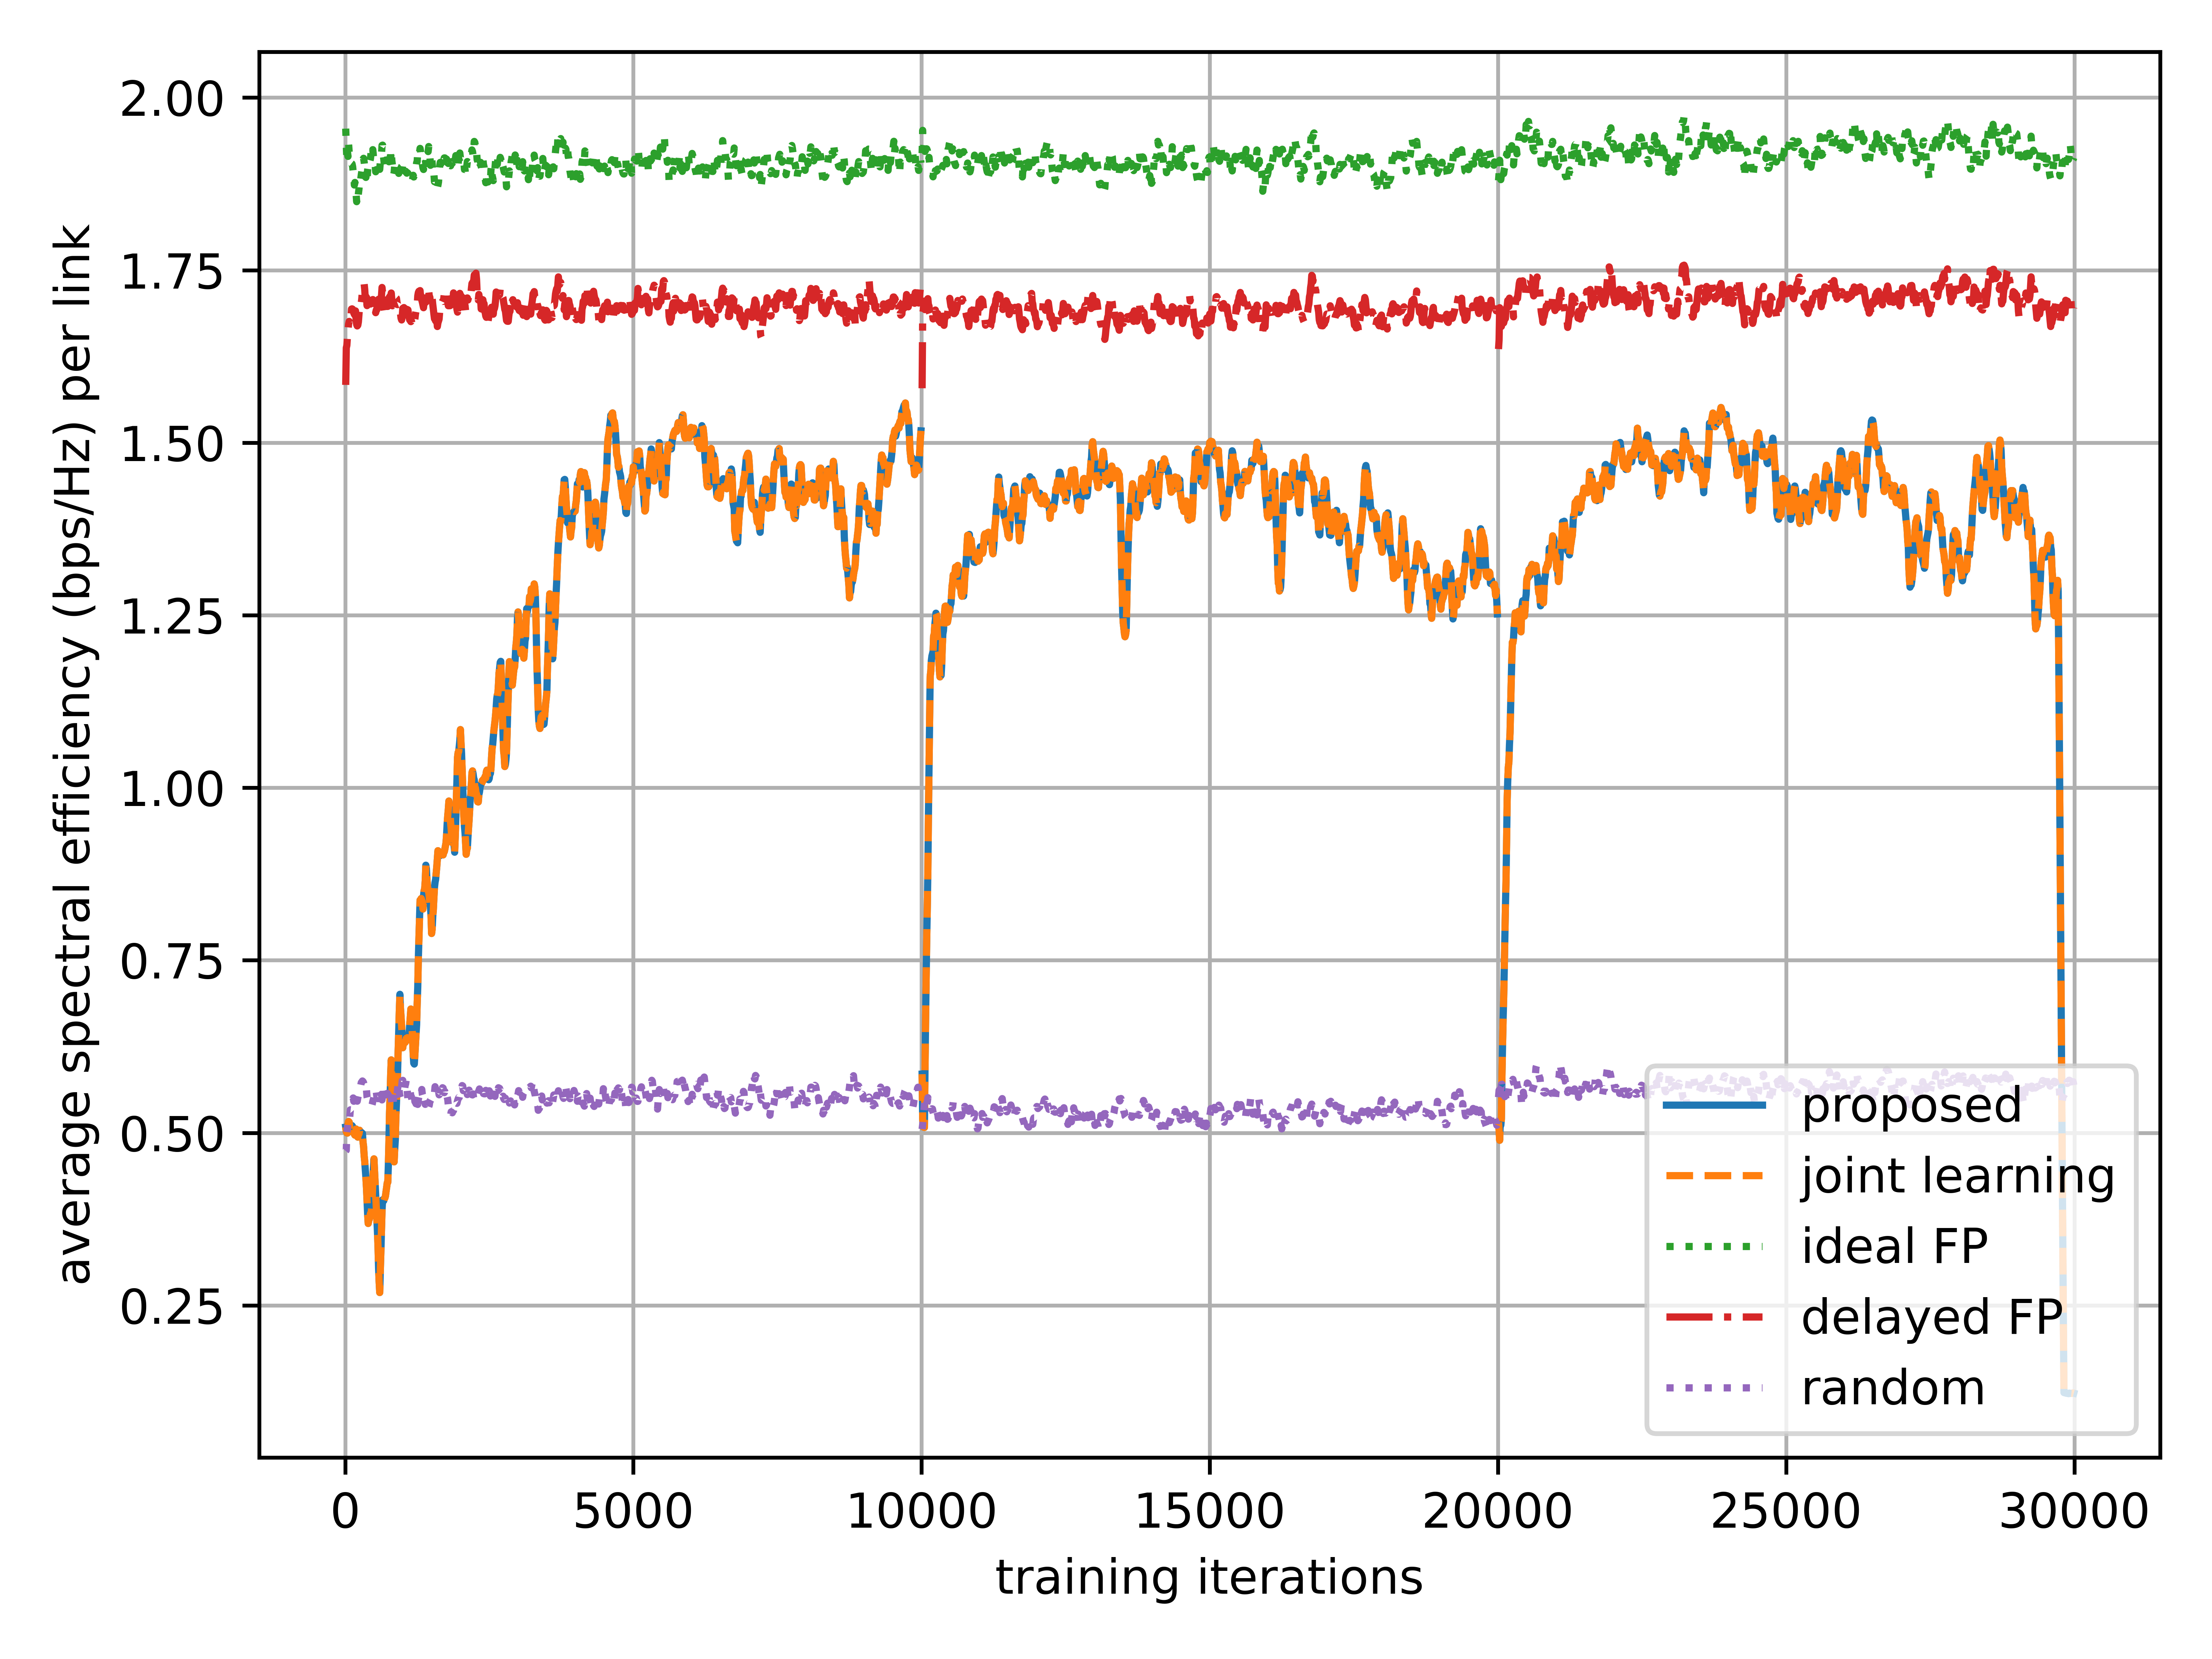 2.00
1.75
1.50
1.25
1.00
0.75
0.50
0.25
average spectral efficiency (bps/Hz) per link
0 5000 10000 15000 20000 25000 30000
training iterations
proposed
joint learning
ideal FP
delayed FP
random